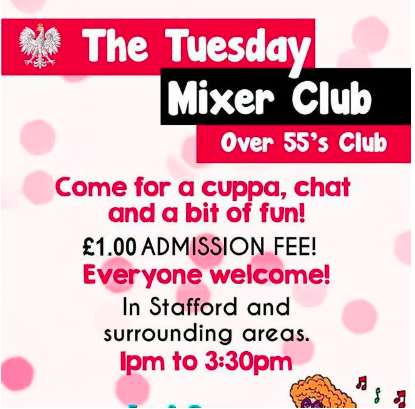 The Tuesday
Mixer Club
Over 55's Club
Come for a cuppa, chat
and a bit of fun!
£1.00 ADMISSION FEE!
Everyone welcome!
In Stafford and
surrounding areas.
1pm to 3:30pm